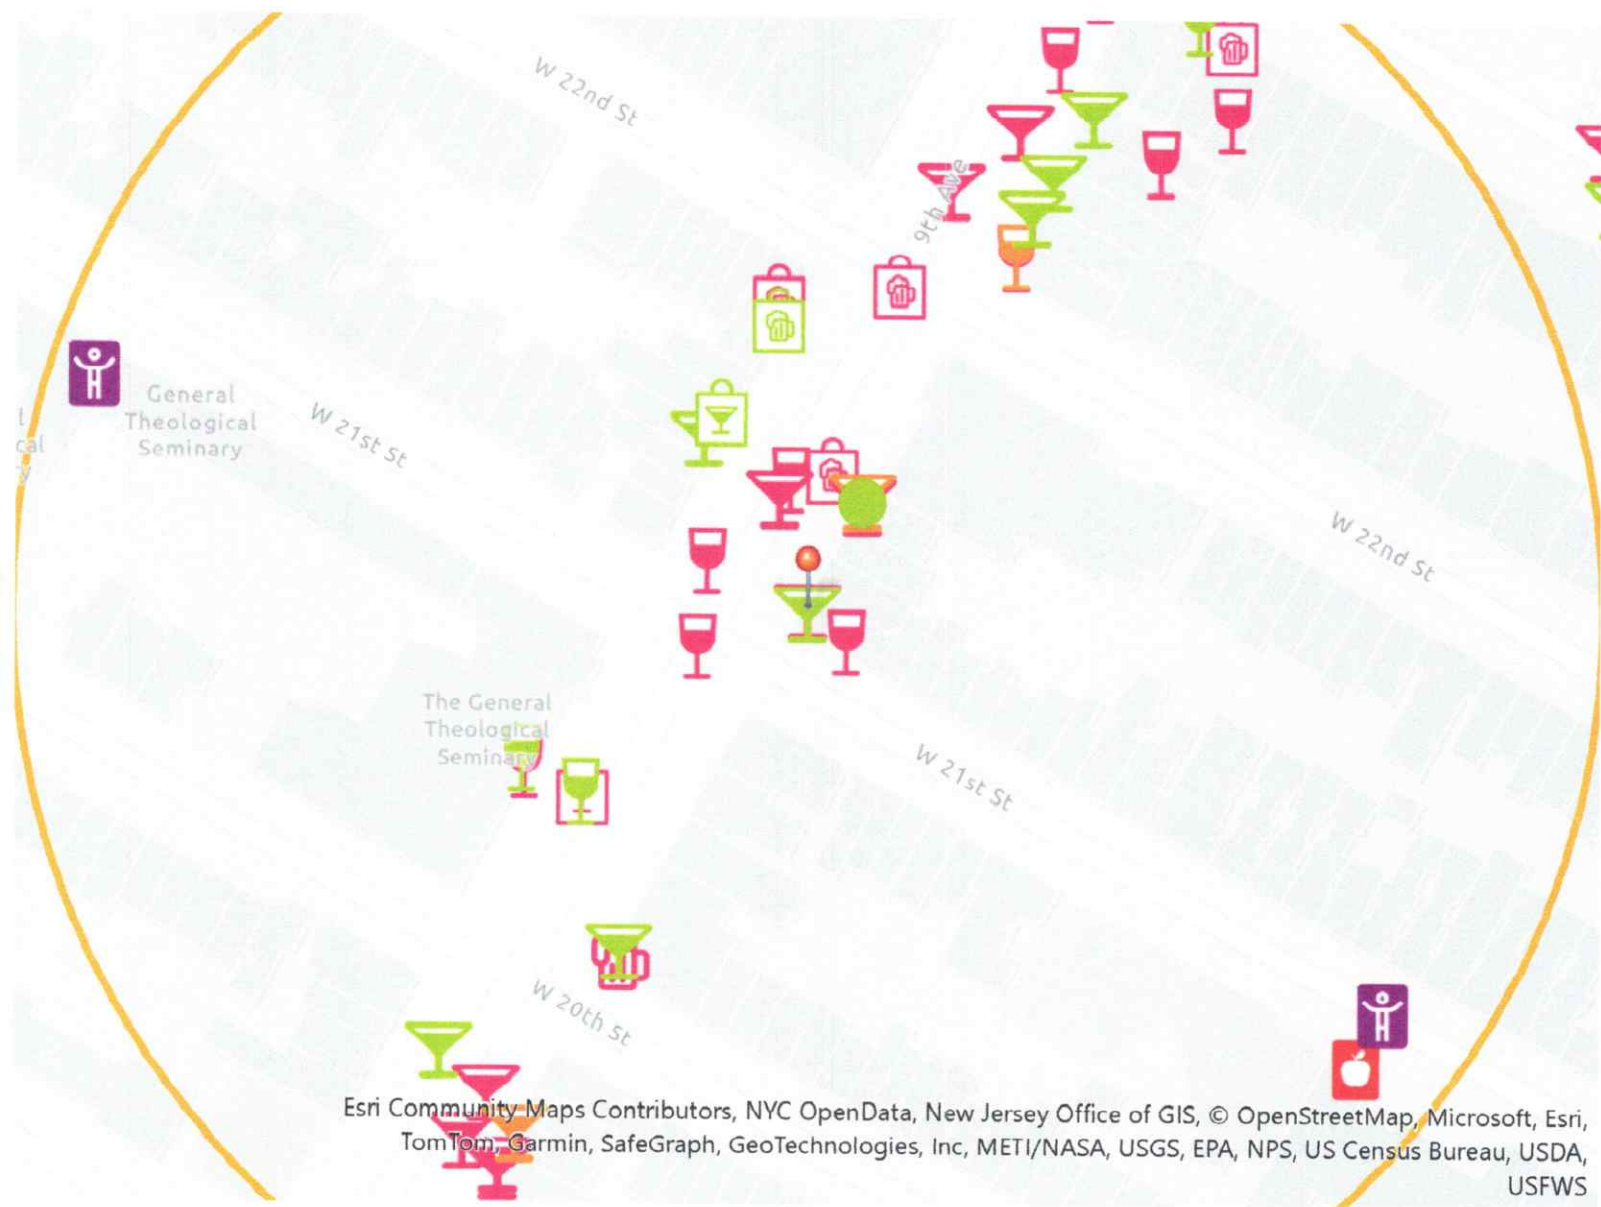 W 22nd St
9th Ave
General
Theological
Seminary
W 21st St
l
cal
y
W 22nd St
The General
Theological
Seminary
W 21st St
W 20th St
Esri Community Maps Contributors, NYC OpenData, New Jersey Office of GIS, © OpenStreetMap, Microsoft, Esri,
TomTom, Garmin, SafeGraph, GeoTechnologies, Inc, METI/NASA, USGS, EPA, NPS, US Census Bureau, USDA,
USFWS